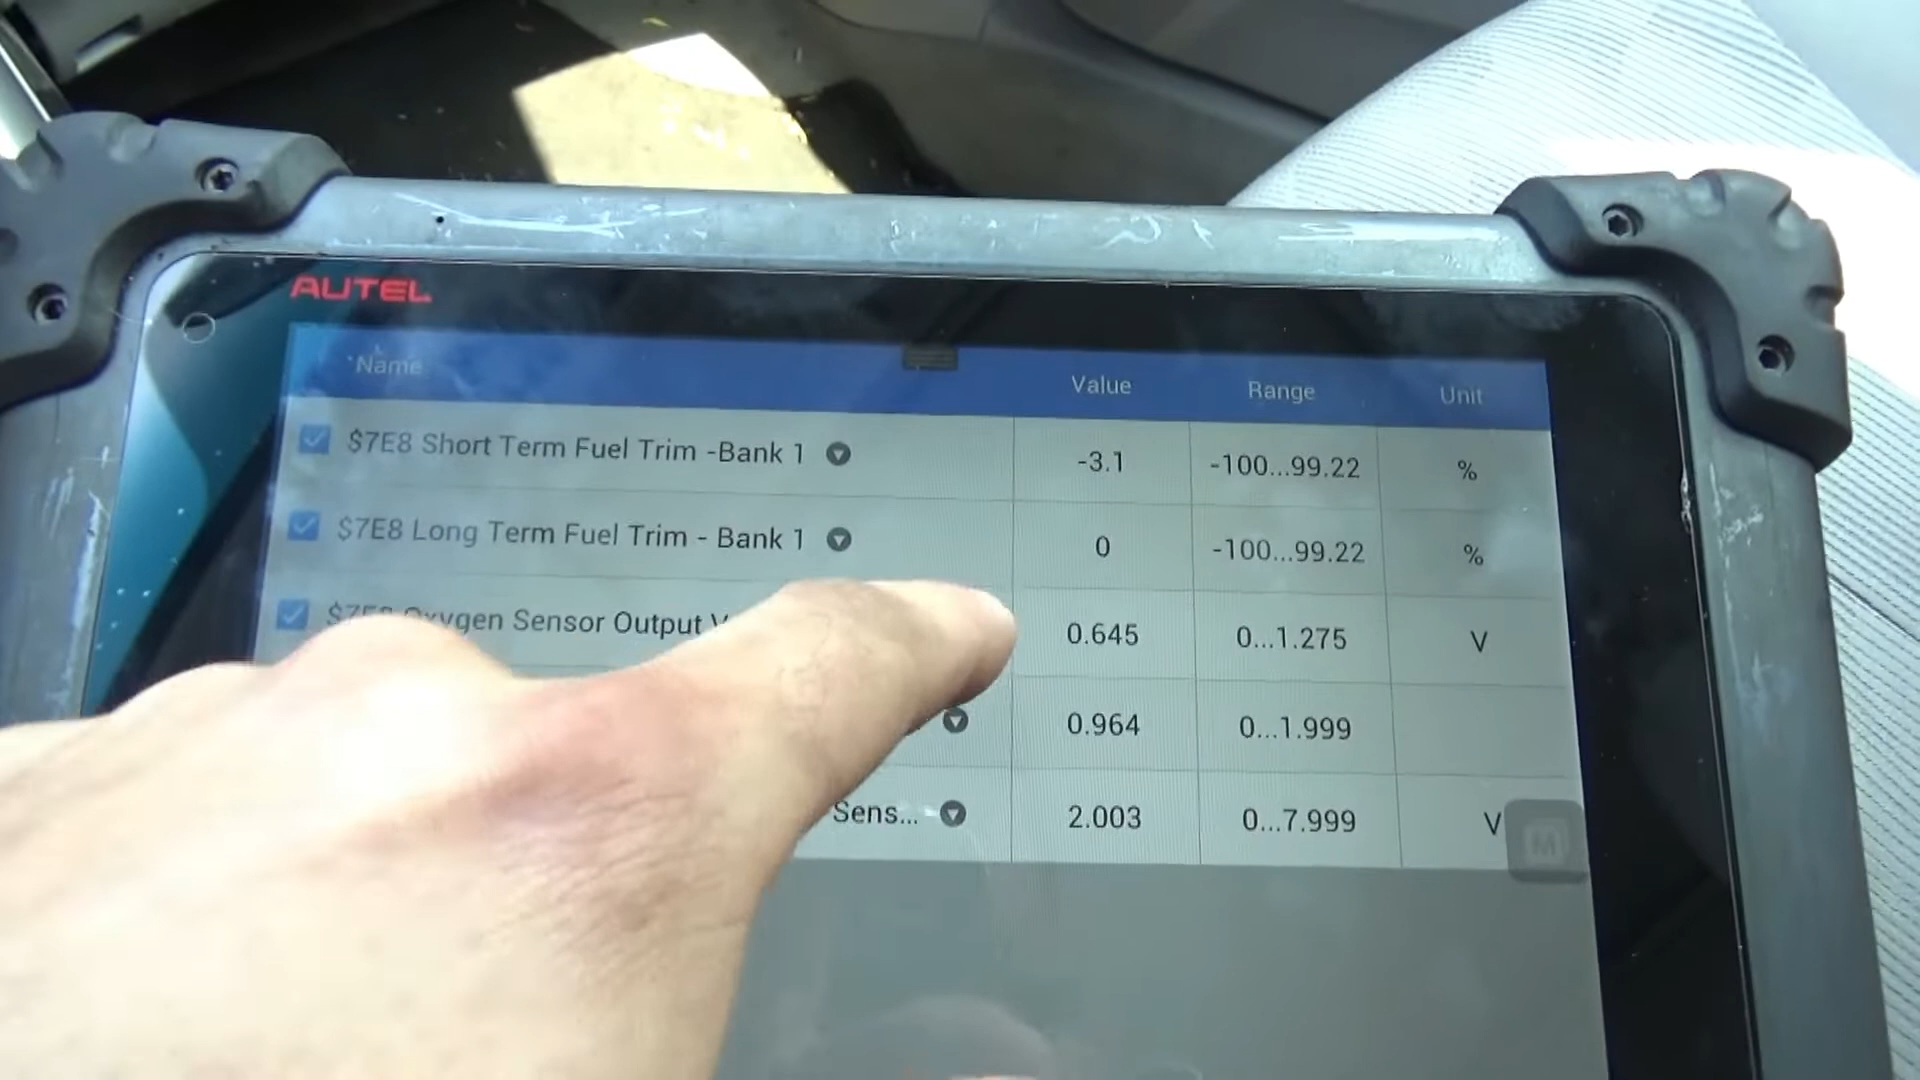 AUTEL
Name Value Range Unit
$7E8 Short Term Fuel Trim -Bank 1 -3.1 -100...99.22 %
$7E8 Long Term Fuel Trim - Bank 1 0 -100...99.22 %
$7E8 Oxygen Sensor Output 0.645 0...1.275 V
0.964 0...1.999
Sens... 2.003 0...7.999 V
M